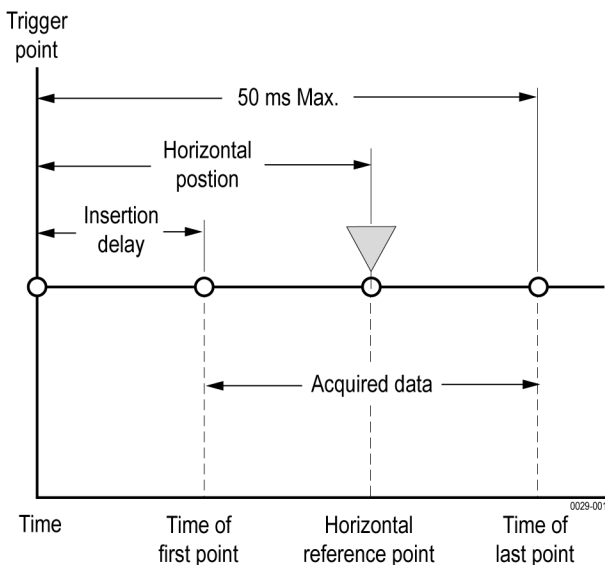 Trigger
point
50 ms Max.
Horizontal
postion
Insertion
delay
Acquired data
0029-001
Time
Time of
first point
Horizontal
reference point
Time of
last point